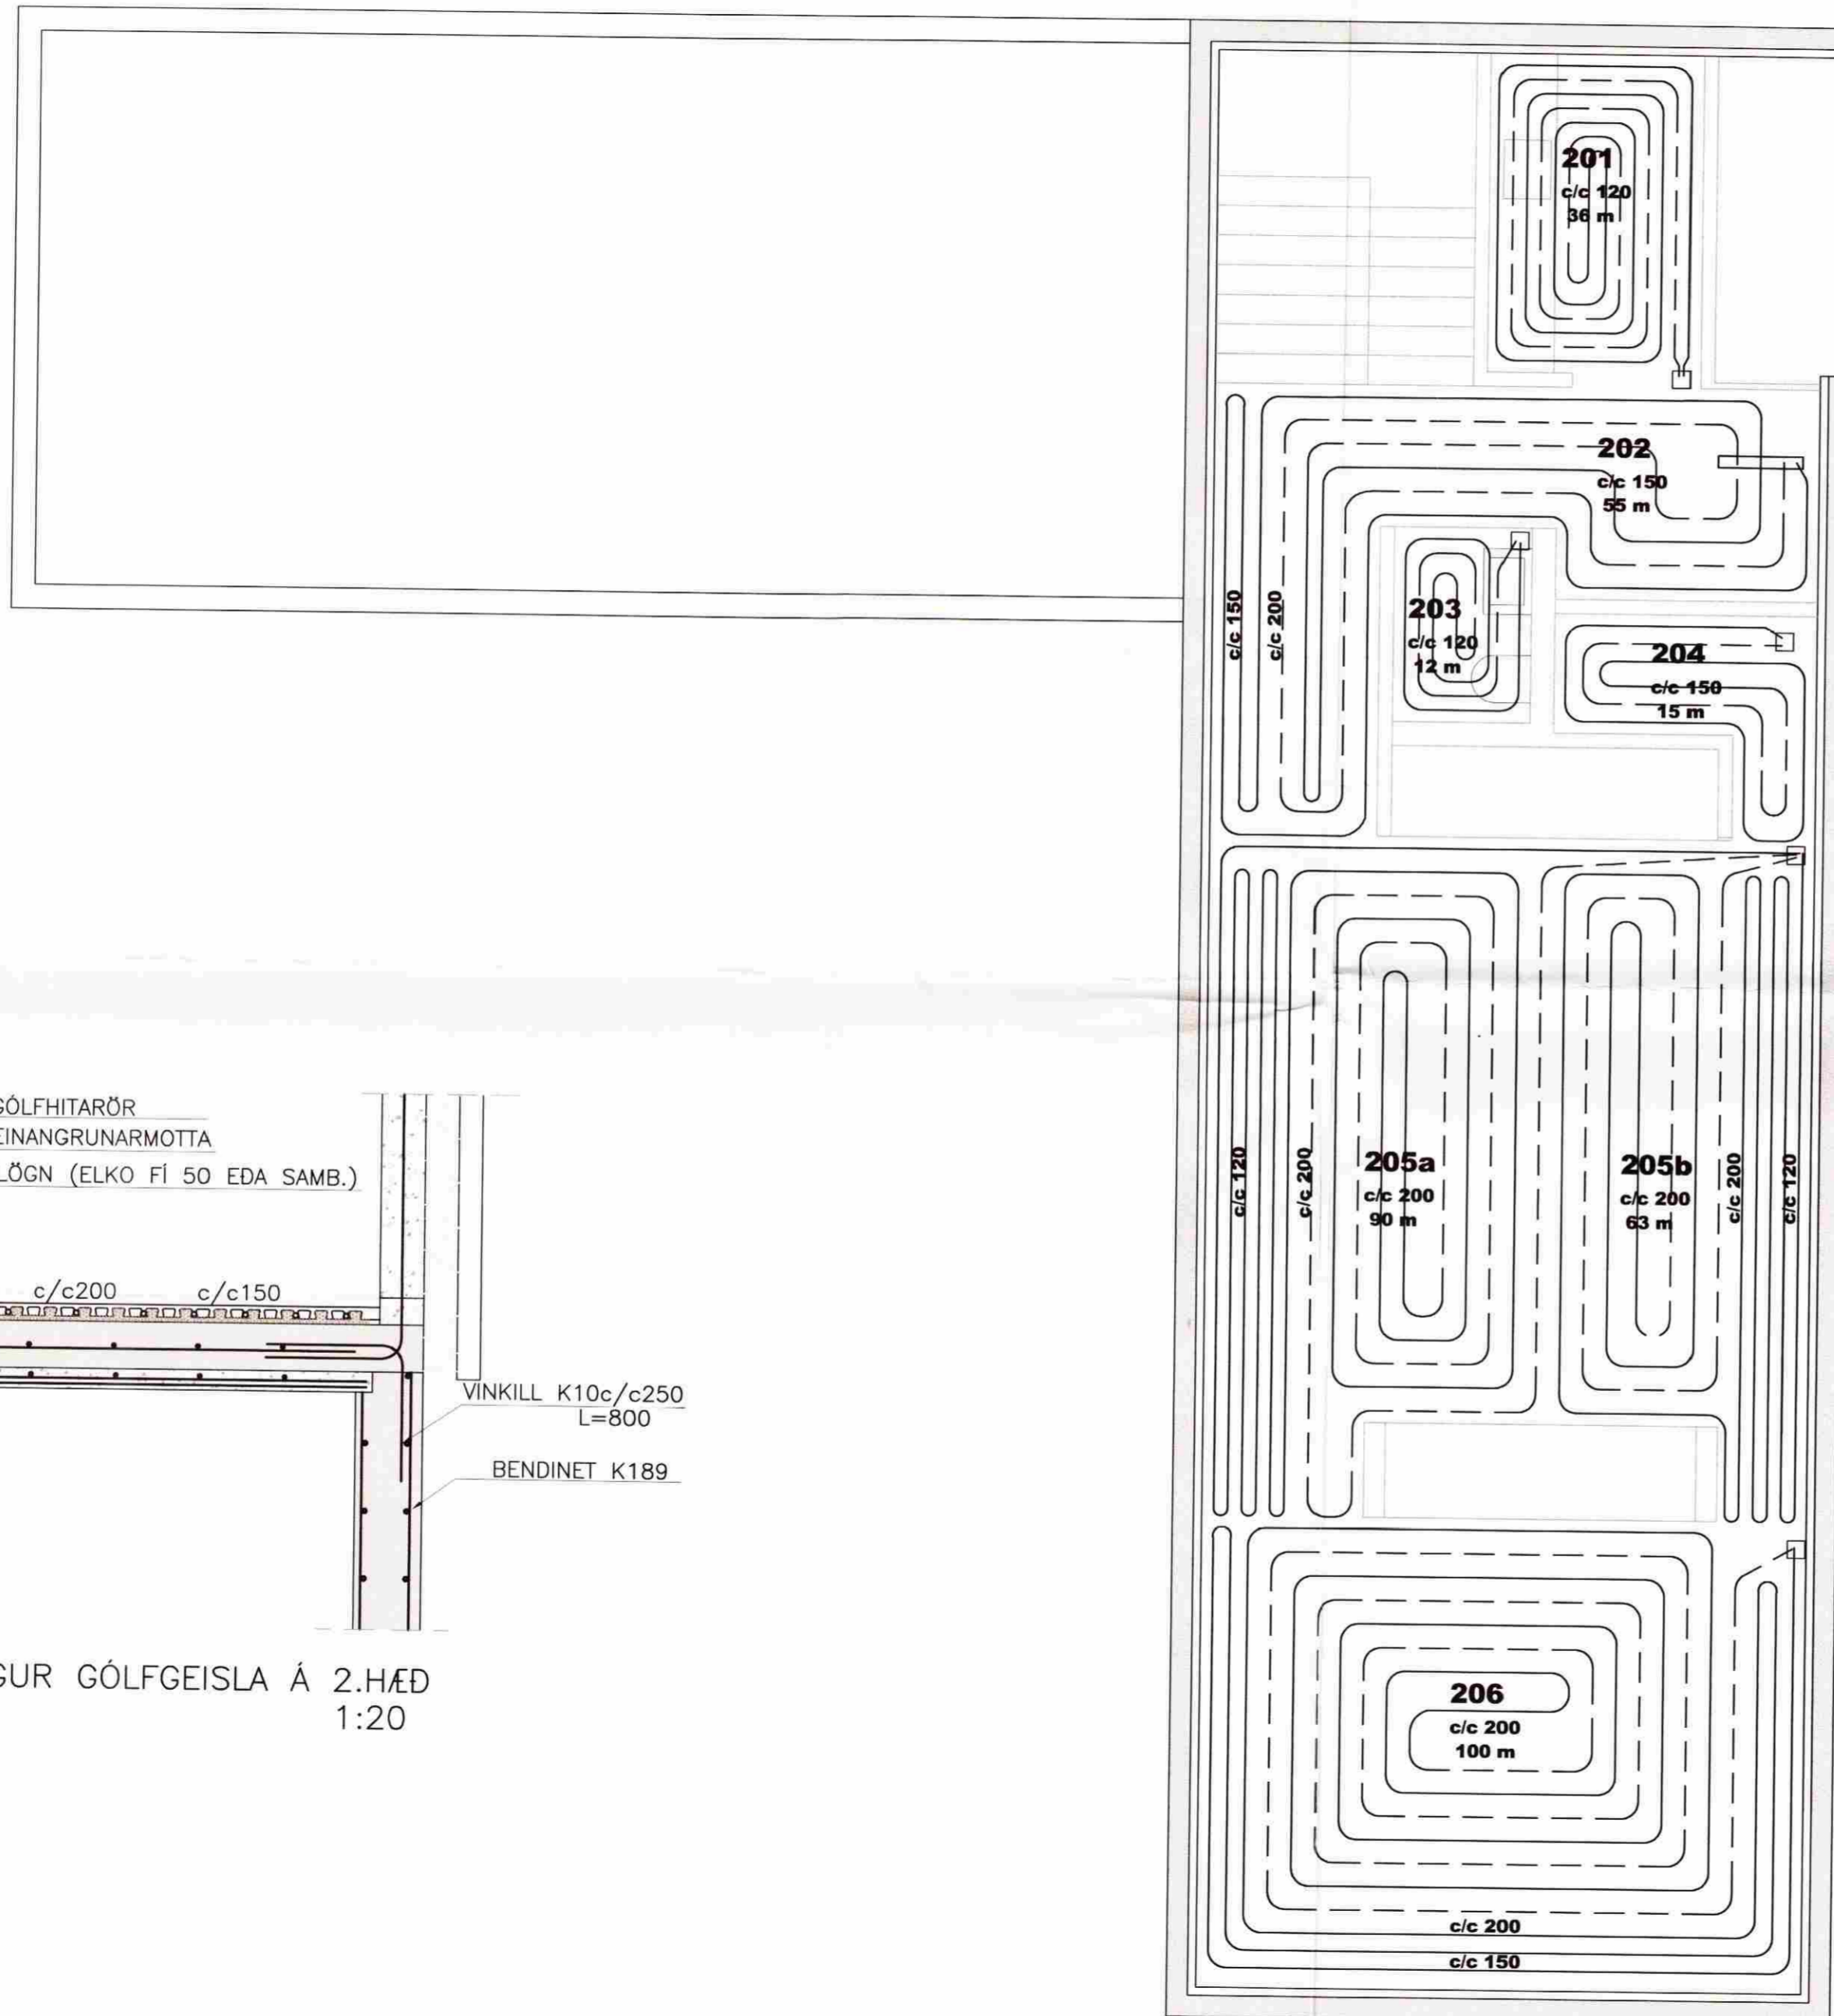 GÓLFHITARÖR
EINANGRUNARMOTTA
LÖGN (ELKO FÍ 50 EÐA SAMB.)
c/c200 c/c150
VINKILL K10c/c250
L=800
BENDINET K189
GUR GÓLFGEISLA Á 2.HÆÐ
1:20
201
c/c 120
36 m
202
c/c 150
55 m
c/c 150
c/c 200
203
c/c 120
12 m
204
c/c 150
15 m
c/c 120
c/c 200
205a
c/c 200
90 m
205b
c/c 200
63 m
c/c 200
c/c 120
206
c/c 200
100 m
c/c 200
c/c 150